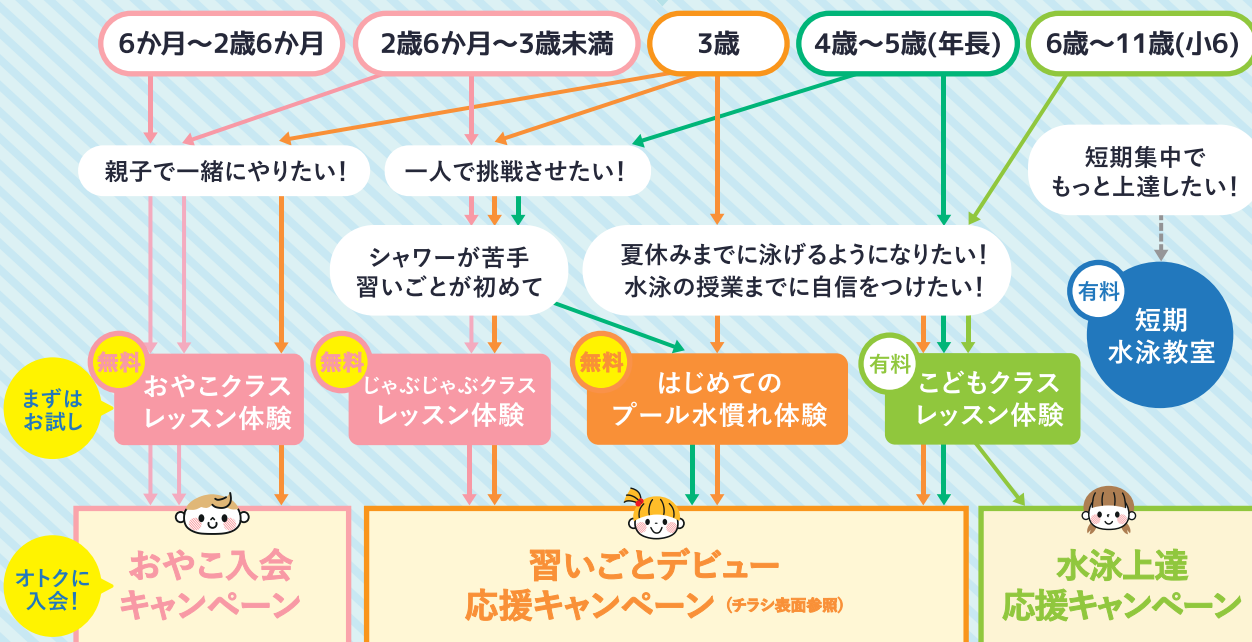 6か月〜2歳6か月
2歳6か月〜3歳未満
3歳
4歳〜5歳(年長)
6歳〜11歳(小6)
親子で一緒にやりたい!
一人で挑戦させたい!
短期集中で
もっと上達したい!
シャワーが苦手
習いごとが初めて
夏休みまでに泳げるようになりたい!
水泳の授業までに自信をつけたい!
有料
短期
水泳教室
まずは
お試し
無料
おやこクラス
レッスン体験
無料
じゃぶじゃぶクラス
レッスン体験
無料
はじめての
プール水慣れ体験
有料
こどもクラス
レッスン体験
オトクに
入会!
おやこ入会
キャンペーン
習いごとデビュー
応援キャンペーン (チラシ表面参照)
水泳上達
応援キャンペーン